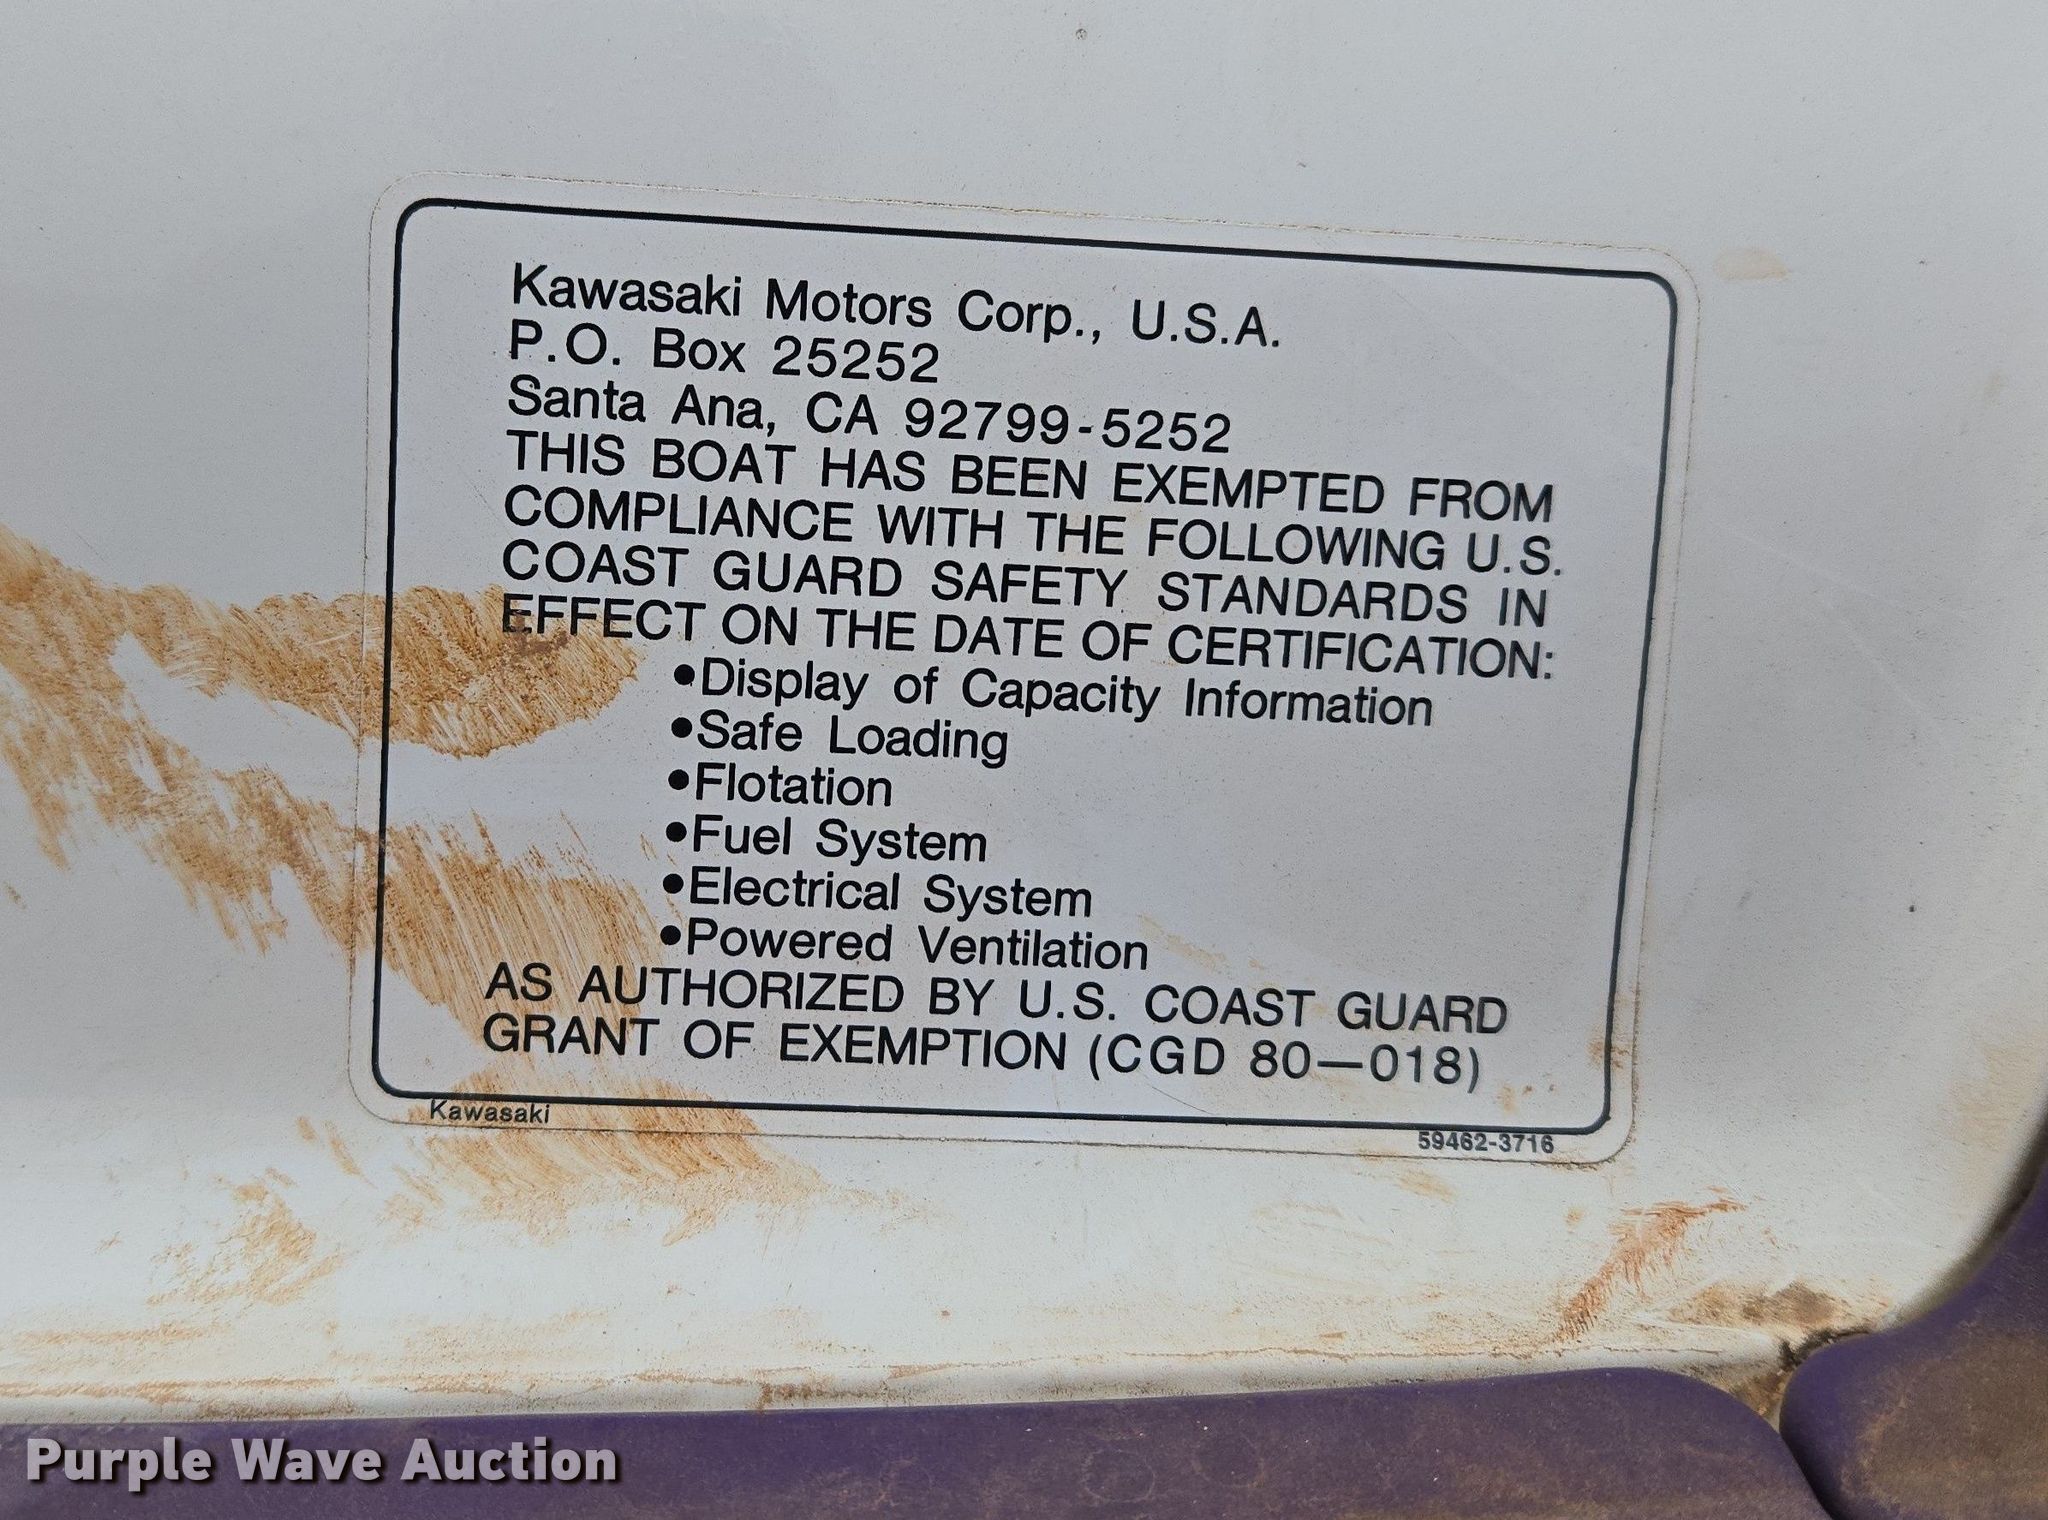 Kawasaki Motors Corp., U.S.A.
P.O. Box 25252
Santa Ana, CA 92799-5252
THIS BOAT HAS BEEN EXEMPTED FROM
COMPLIANCE WITH THE FOLLOWING U.S.
COAST GUARD SAFETY STANDARDS IN
EFFECT ON THE DATE OF CERTIFICATION:
•Display of Capacity Information
•Safe Loading
•Flotation
•Fuel System
•Electrical System
•Powered Ventilation
AS AUTHORIZED BY U.S. COAST GUARD
GRANT OF EXEMPTION (CGD 80—018)
Kawasaki
59462-3716
Purple Wave Auction